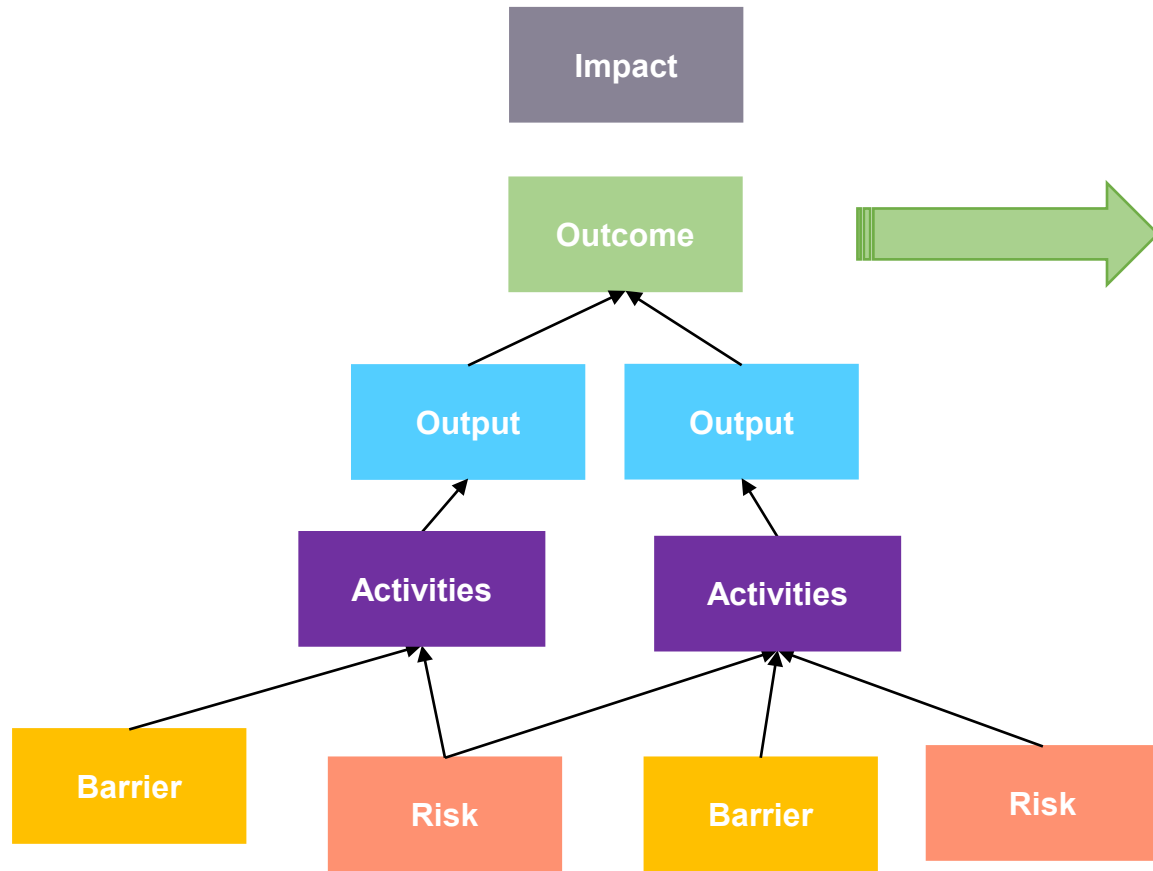 Impact
Outcome
Output
Output
Activities
Activities
Barrier
Risk
Barrier
Risk